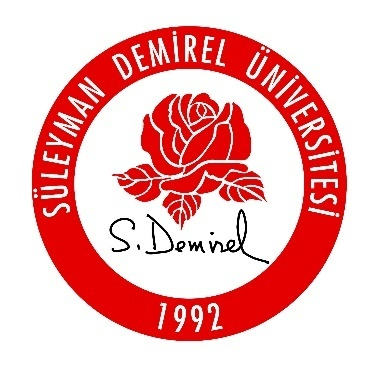 SÜLEYMAN DEMİREL ÜNİVERSİTESİ
S. Demirel
1992